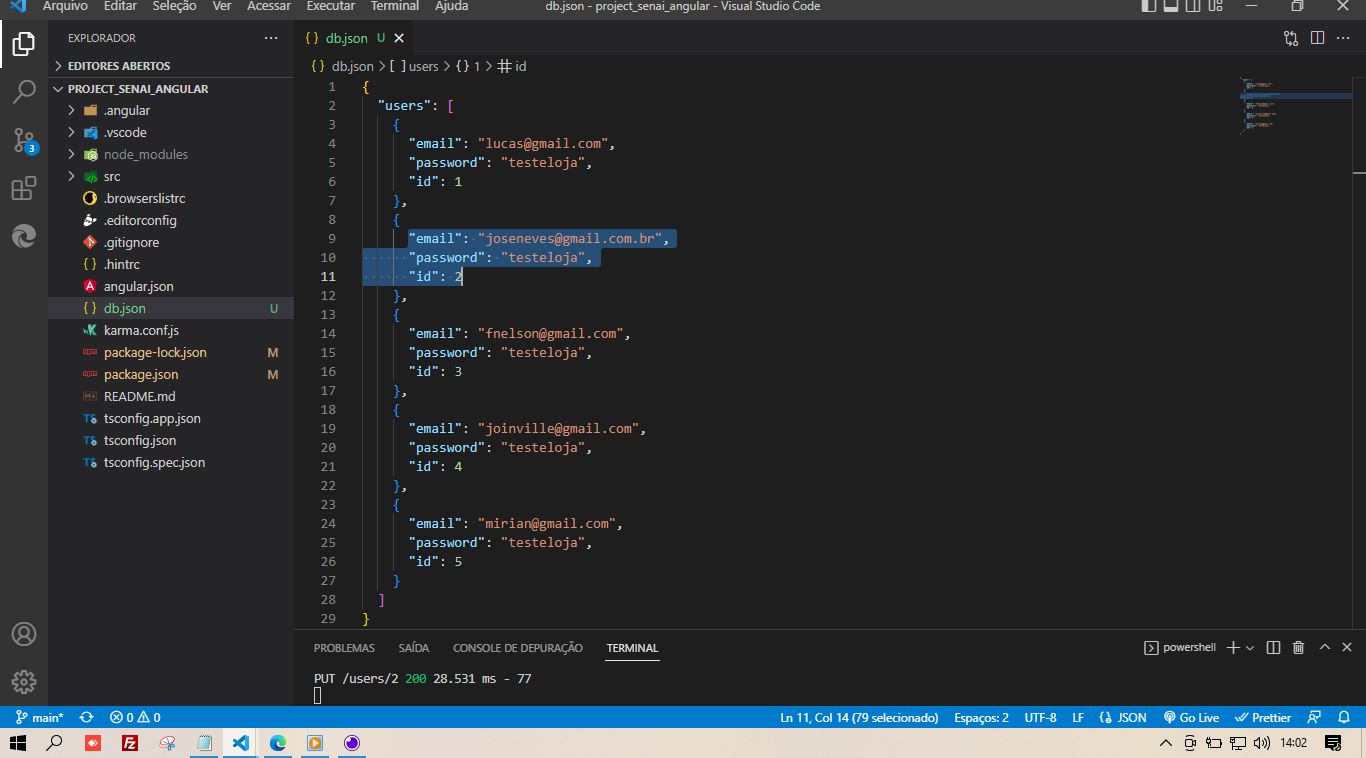 Arquivo Editar Seleção Ver Acessar Executar Terminal Ajuda db.json - project_senai_angular - Visual Studio Code
EXPLORADOR
EDITORES ABERTOS
PROJECT_SENAI_ANGULAR
.angular
.vscode
node_modules
src
.browserslistrc
.editorconfig
.gitignore
{ } .hintrc
angular.json
{ } db.json U
karma.conf.js
package-lock.json M
package.json M
README.md
TS tsconfig.app.json
TS tsconfig.json
TS tsconfig.spec.json
3
{ } db.json U
{ } db.json > [ ] users > { } 1 > # id
1 {
2 "users": [
3 {
4 "email": "lucas@gmail.com",
5 "password": "testeloja",
6 "id": 1
7 },
8 {
9 "email": "joseneves@gmail.com.br",
10 "password": "testeloja",
11 "id": 2
12 },
13 {
14 "email": "fnelson@gmail.com",
15 "password": "testeloja",
16 "id": 3
17 },
18 {
19 "email": "joinville@gmail.com",
20 "password": "testeloja",
21 "id": 4
22 },
23 {
24 "email": "mirian@gmail.com",
25 "password": "testeloja",
26 "id": 5
27 }
28 ]
29 }
PROBLEMAS SAÍDA CONSOLE DE DEPURAÇÃO TERMINAL powershell
PUT /users/2 200 28.531 ms - 77
main* 0 0 Ln 11, Col 14 (79 selecionado) Espaços: 2 UTF-8 LF JSON Go Live Prettier
14:02